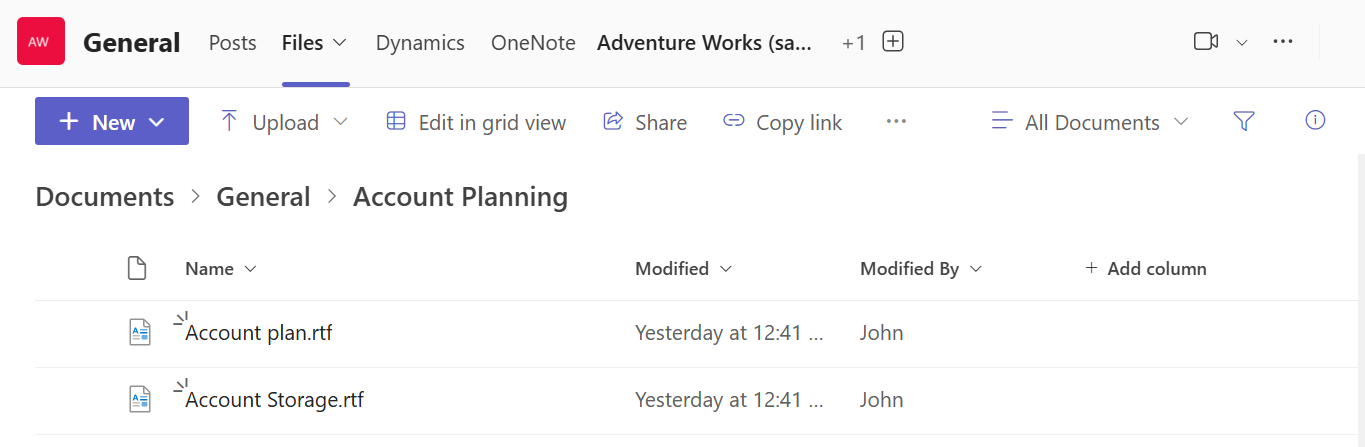 AW General Posts Files Dynamics OneNote Adventure Works (sa... +1
New Upload Edit in grid view Share Copy link ... All Documents
Documents > General > Account Planning
Name Modified Modified By + Add column
Account plan.rtf Yesterday at 12:41 ... John
Account Storage.rtf Yesterday at 12:41 ... John